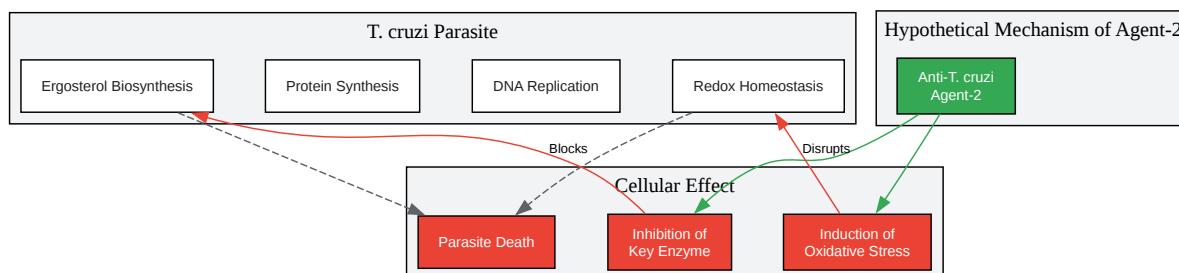 T. cruzi Parasite
Hypothetical Mechanism of Agent-2
Ergosterol Biosynthesis
Protein Synthesis
DNA Replication
Redox Homeostasis
Anti-T. cruzi
Agent-2
Blocks
Disrupts
Cellular Effect
Parasite Death
Inhibition of
Key Enzyme
Induction of
Oxidative Stress